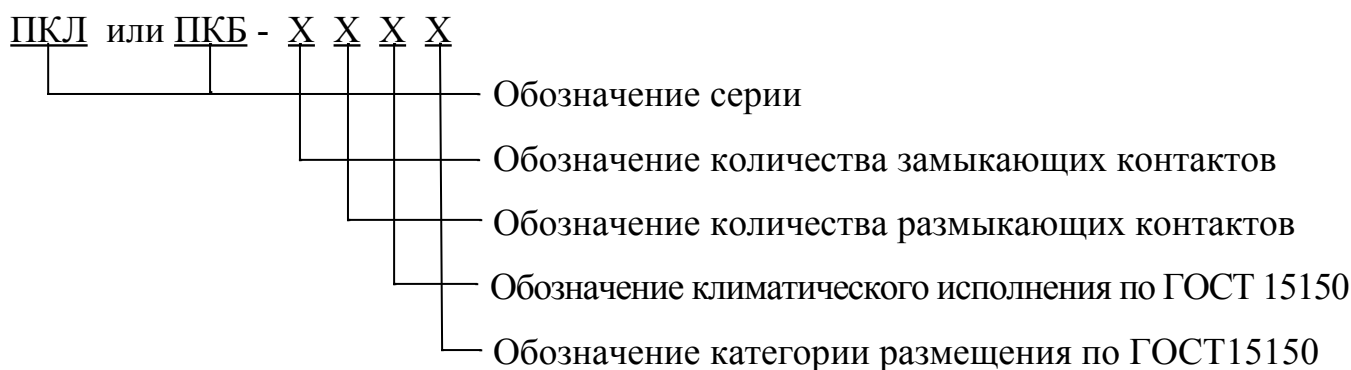 ПКЛ или ПКБ - Х Х Х Х
Обозначение серии
Обозначение количества замыкающих контактов
Обозначение количества размыкающих контактов
Обозначение климатического исполнения по ГОСТ 15150
Обозначение категории размещения по ГОСТ15150